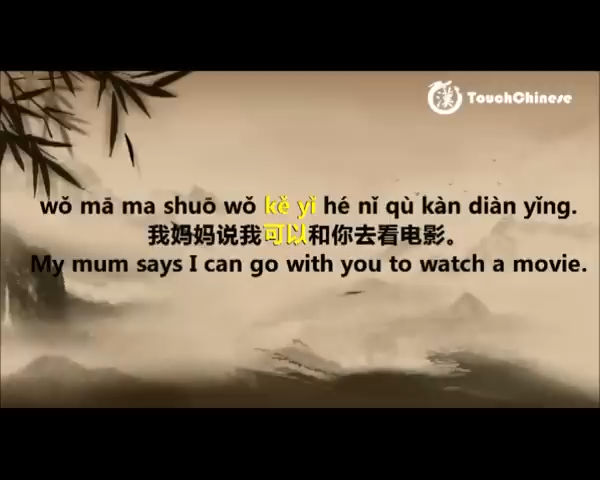 漢 TouchChinese
wǒ mā ma shuō wǒ kě yǐ hé nǐ qù kàn diàn yǐng.
我妈妈说我可以和你去看电影。
My mum says I can go with you to watch a movie.